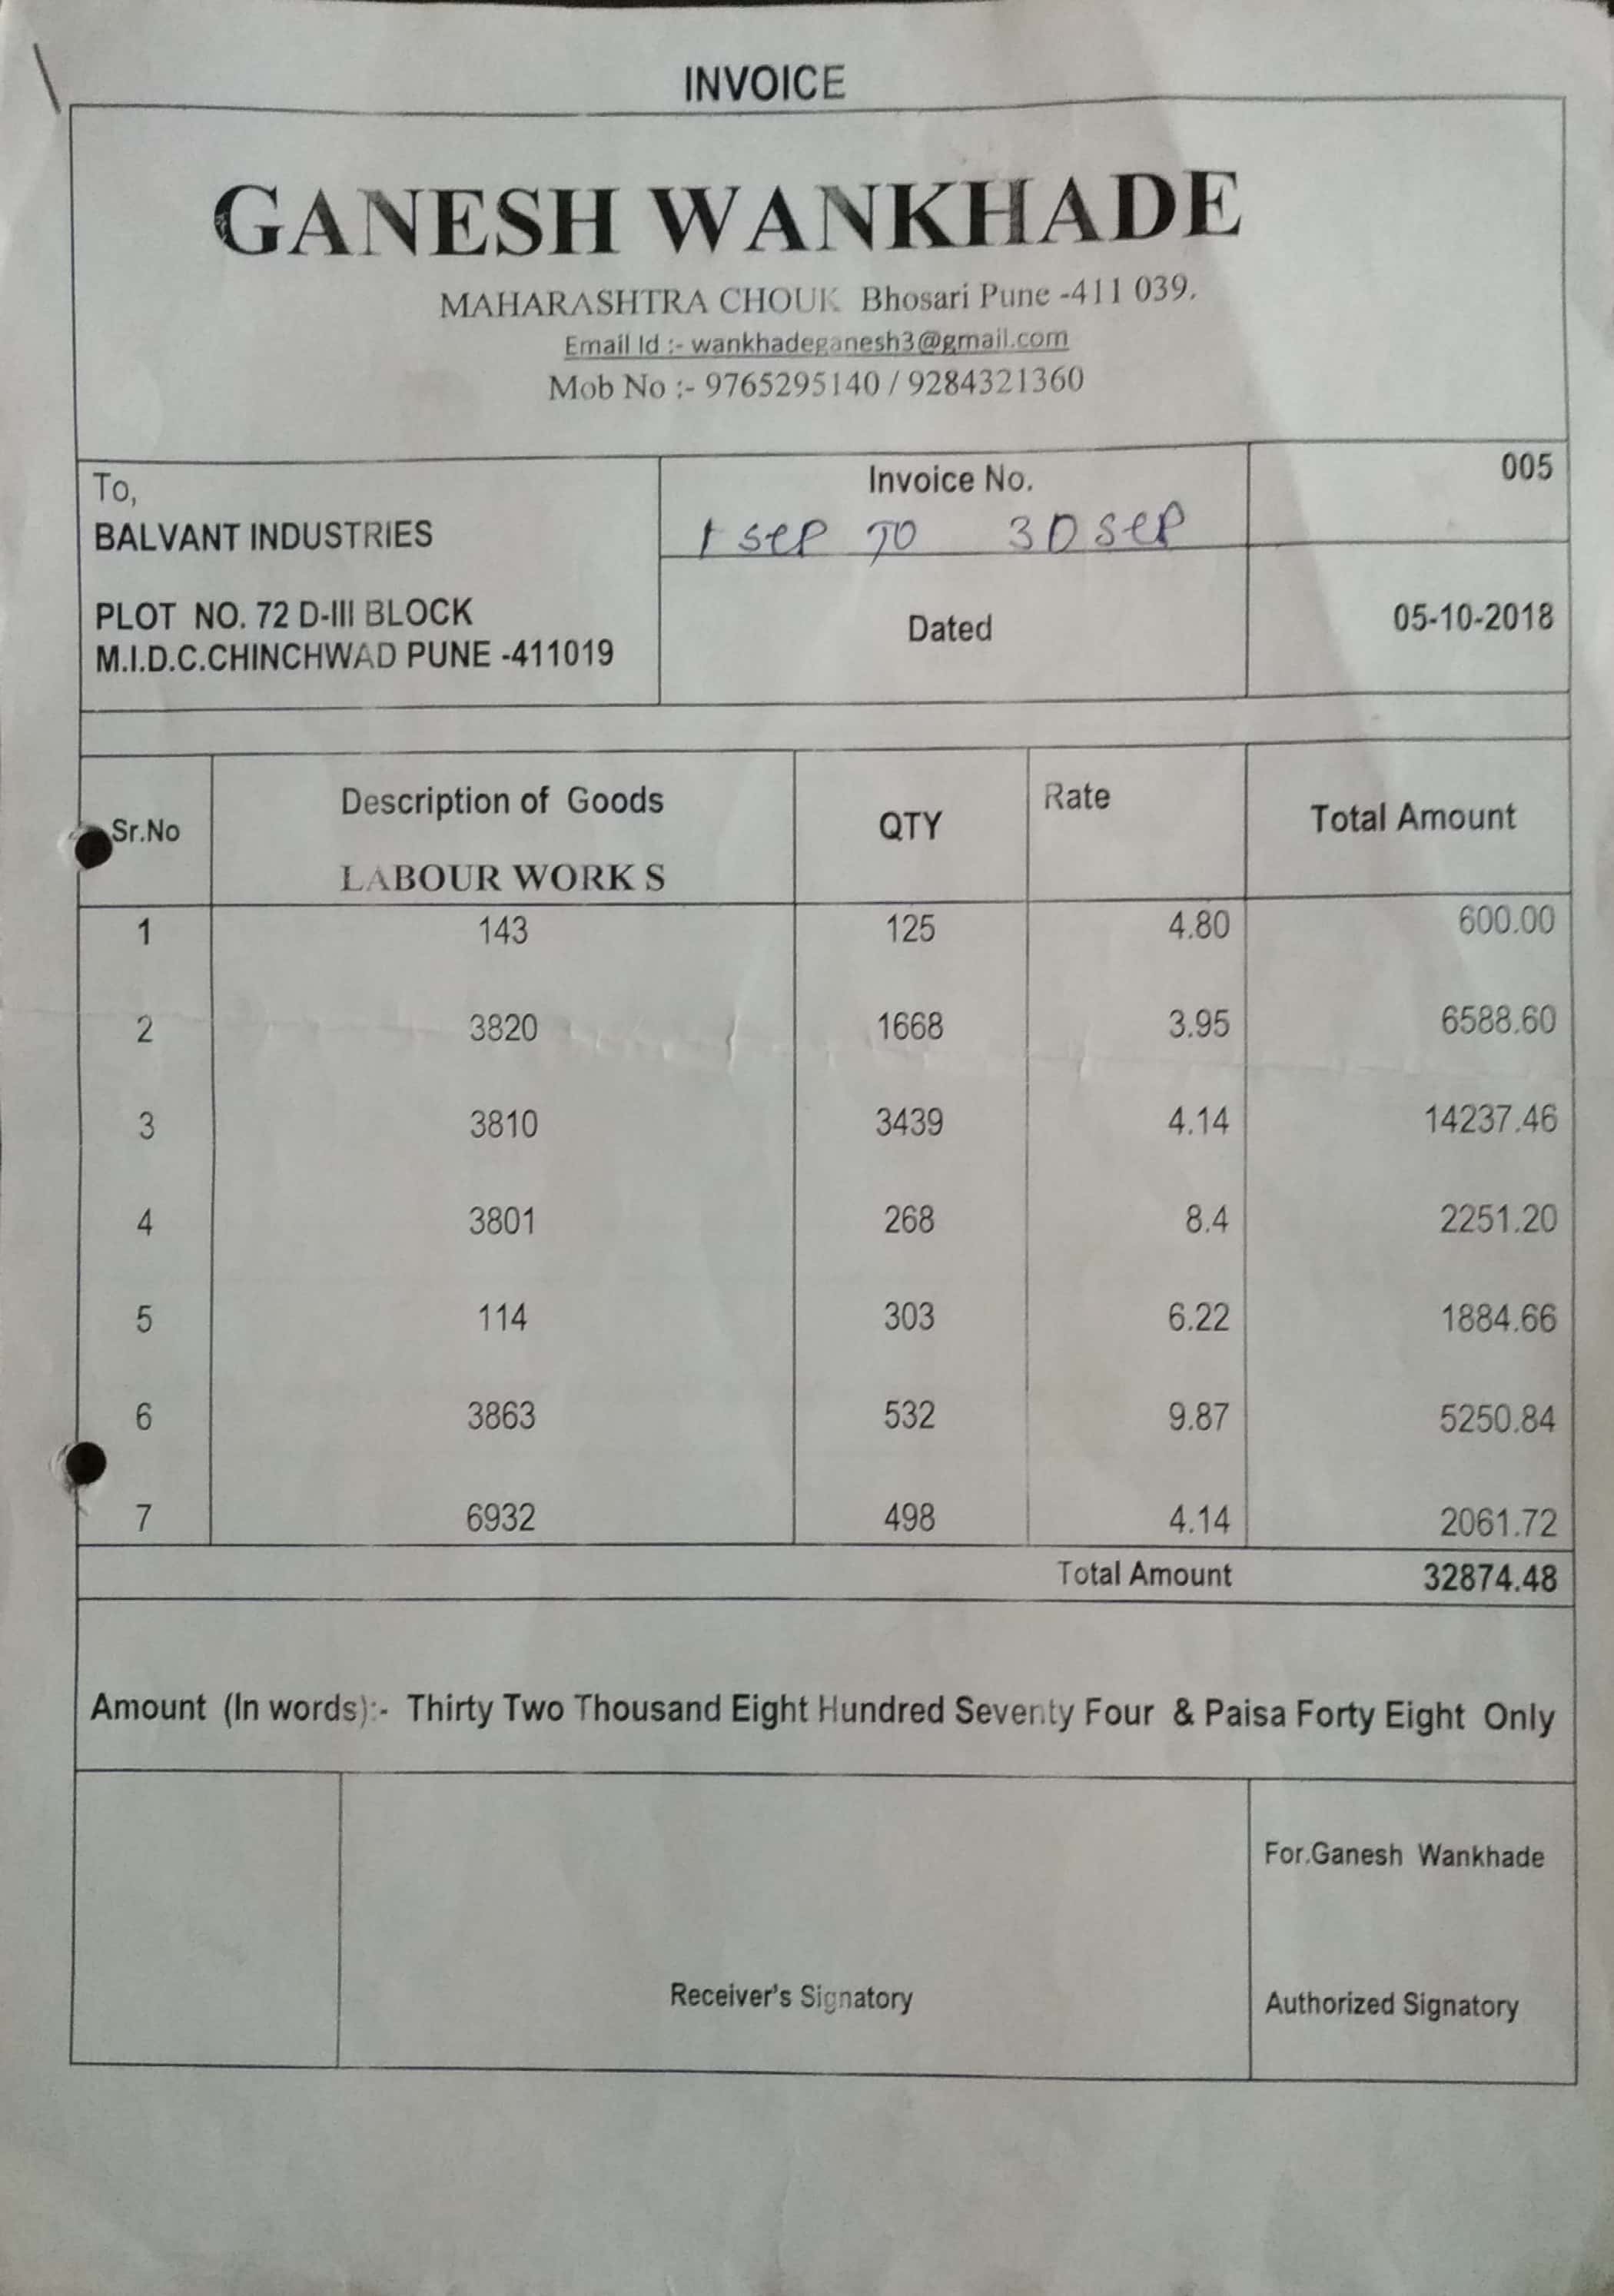 INVOICE
GANESH WANKHADE
MAHARASHTRA CHOUK Bhosari Pune -411 039.
Email Id :- wankhadeganesh3@gmail.com
Mob No :- 9765295140 / 9284321360
To,
BALVANT INDUSTRIES
PLOT NO. 72 D-III BLOCK
M.I.D.C.CHINCHWAD PUNE -411019
Invoice No. 005
1 SEP TO 30 SEP
Dated 05-10-2018
Sr.No Description of Goods LABOUR WORK S QTY Rate Total Amount
1 143 125 4.80 600.00
2 3820 1668 3.95 6588.60
3 3810 3439 4.14 14237.46
4 3801 268 8.4 2251.20
5 114 303 6.22 1884.66
6 3863 532 9.87 5250.84
7 6932 498 4.14 2061.72
Total Amount 32874.48
Amount (In words):- Thirty Two Thousand Eight Hundred Seventy Four & Paisa Forty Eight Only
For.Ganesh Wankhade
Receiver's Signatory Authorized Signatory